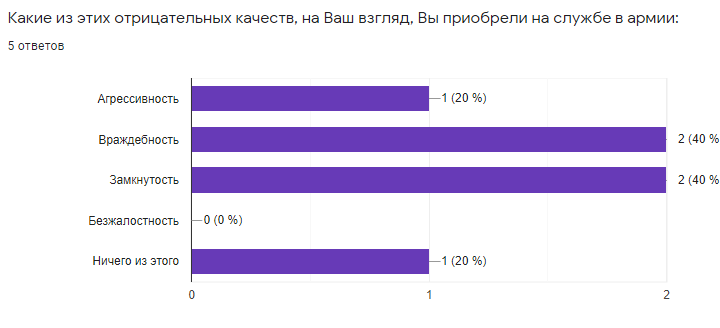 Какие из этих отрицательных качеств, на Ваш взгляд, Вы приобрели на службе в армии:
5 ответов
Агрессивность 1 (20 %)
Враждебность 2 (40 %
Замкнутость 2 (40 %
Безжалостность 0 (0 %)
Ничего из этого 1 (20 %)
0 1 2